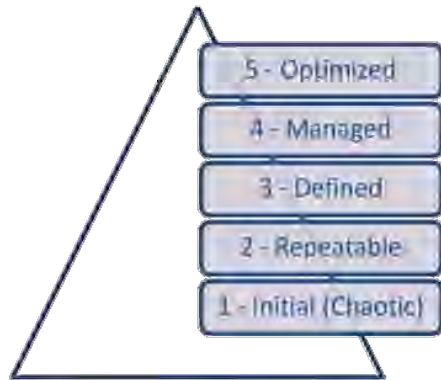 5 - Optimized
4 - Managed
3 - Defined
2 - Repeatable
1 - Initial (Chaotic)